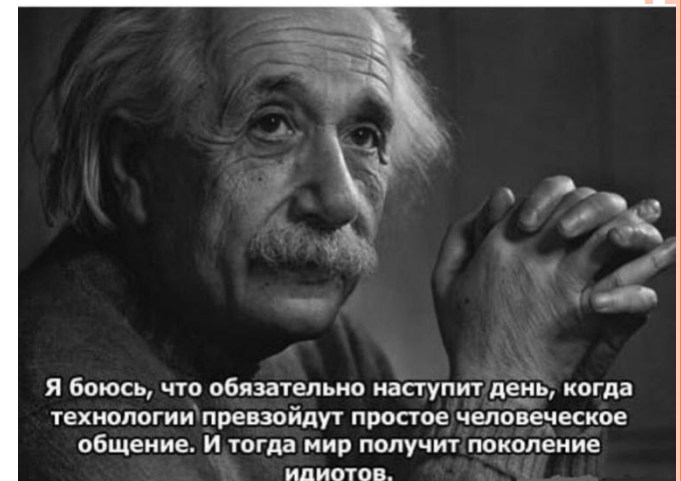 Я боюсь, что обязательно наступит день, когда
технологии превзойдут простое человеческое
общение. И тогда мир получит поколение
идиотов.